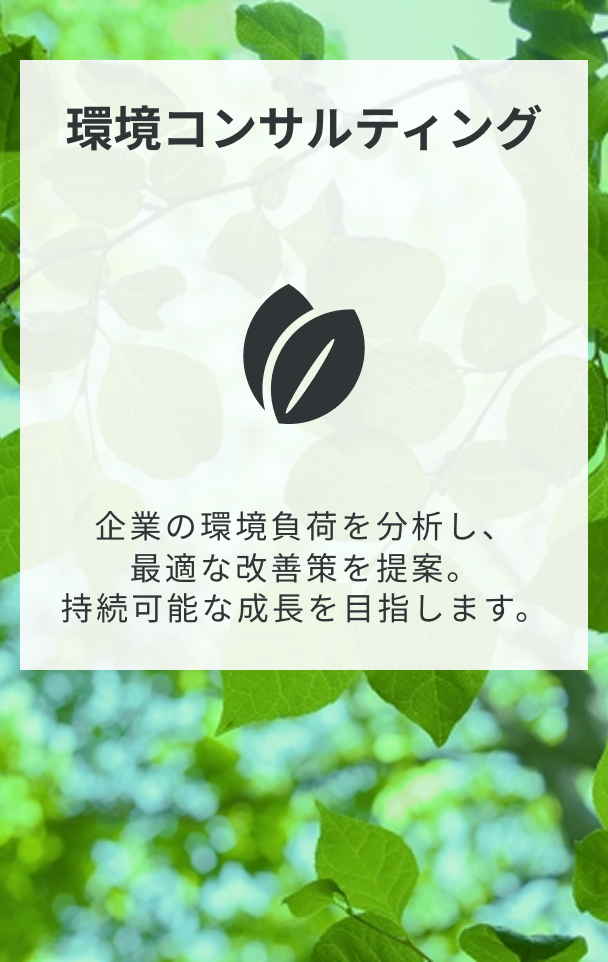 環境コンサルティング
企業の環境負荷を分析し、
最適な改善策を提案。
持続可能な成長を目指します。